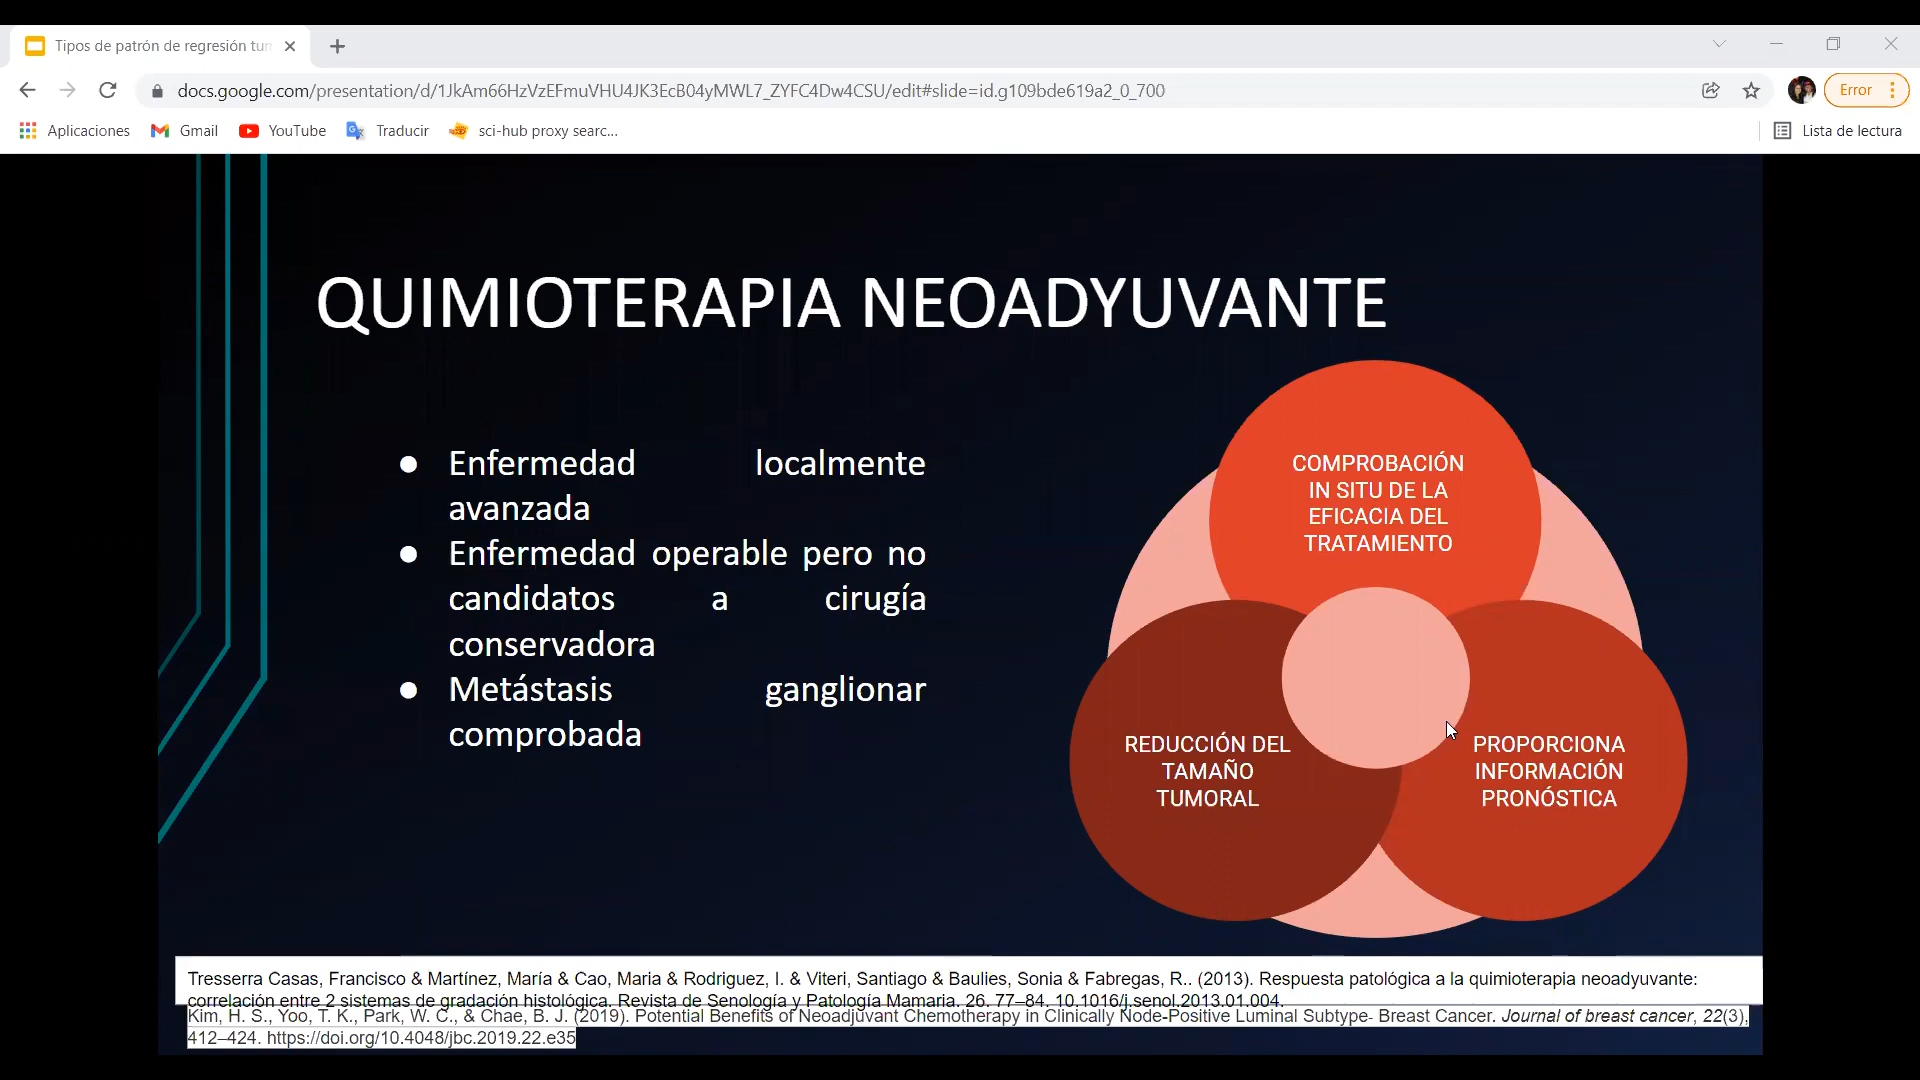 Tipos de patrón de regresión tum
docs.google.com/presentation/d/1JkAm66HzVzEFmuVHU4JK3EcB04yMWL7_ZYFC4Dw4CSU/edit#slide=id.g109bde619a2_0_700
Error
Aplicaciones
Gmail
YouTube
Traducir
sci-hub proxy searc...
Lista de lectura
QUIMIOTERAPIA NEOADYUVANTE
● Enfermedad localmente
avanzada
● Enfermedad operable pero no
candidatos a cirugía
conservadora
● Metástasis ganglionar
comprobada
COMPROBACIÓN
IN SITU DE LA
EFICACIA DEL
TRATAMIENTO
REDUCCIÓN DEL
TAMAÑO
TUMORAL
PROPORCIONA
INFORMACIÓN
PRONÓSTICA
Tresserra Casas, Francisco & Martínez, María & Cao, Maria & Rodriguez, I. & Viteri, Santiago & Baulies, Sonia & Fabregas, R.. (2013). Respuesta patológica a la quimioterapia neoadyuvante:
correlación entre 2 sistemas de gradación histológica. Revista de Senología y Patología Mamaria. 26. 77–84. 10.1016/j.senol.2013.01.004.
Kim, H. S., Yoo, T. K., Park, W. C., & Chae, B. J. (2019). Potential Benefits of Neoadjuvant Chemotherapy in Clinically Node-Positive Luminal Subtype- Breast Cancer. Journal of breast cancer, 22(3),
412–424. https://doi.org/10.4048/jbc.2019.22.e35